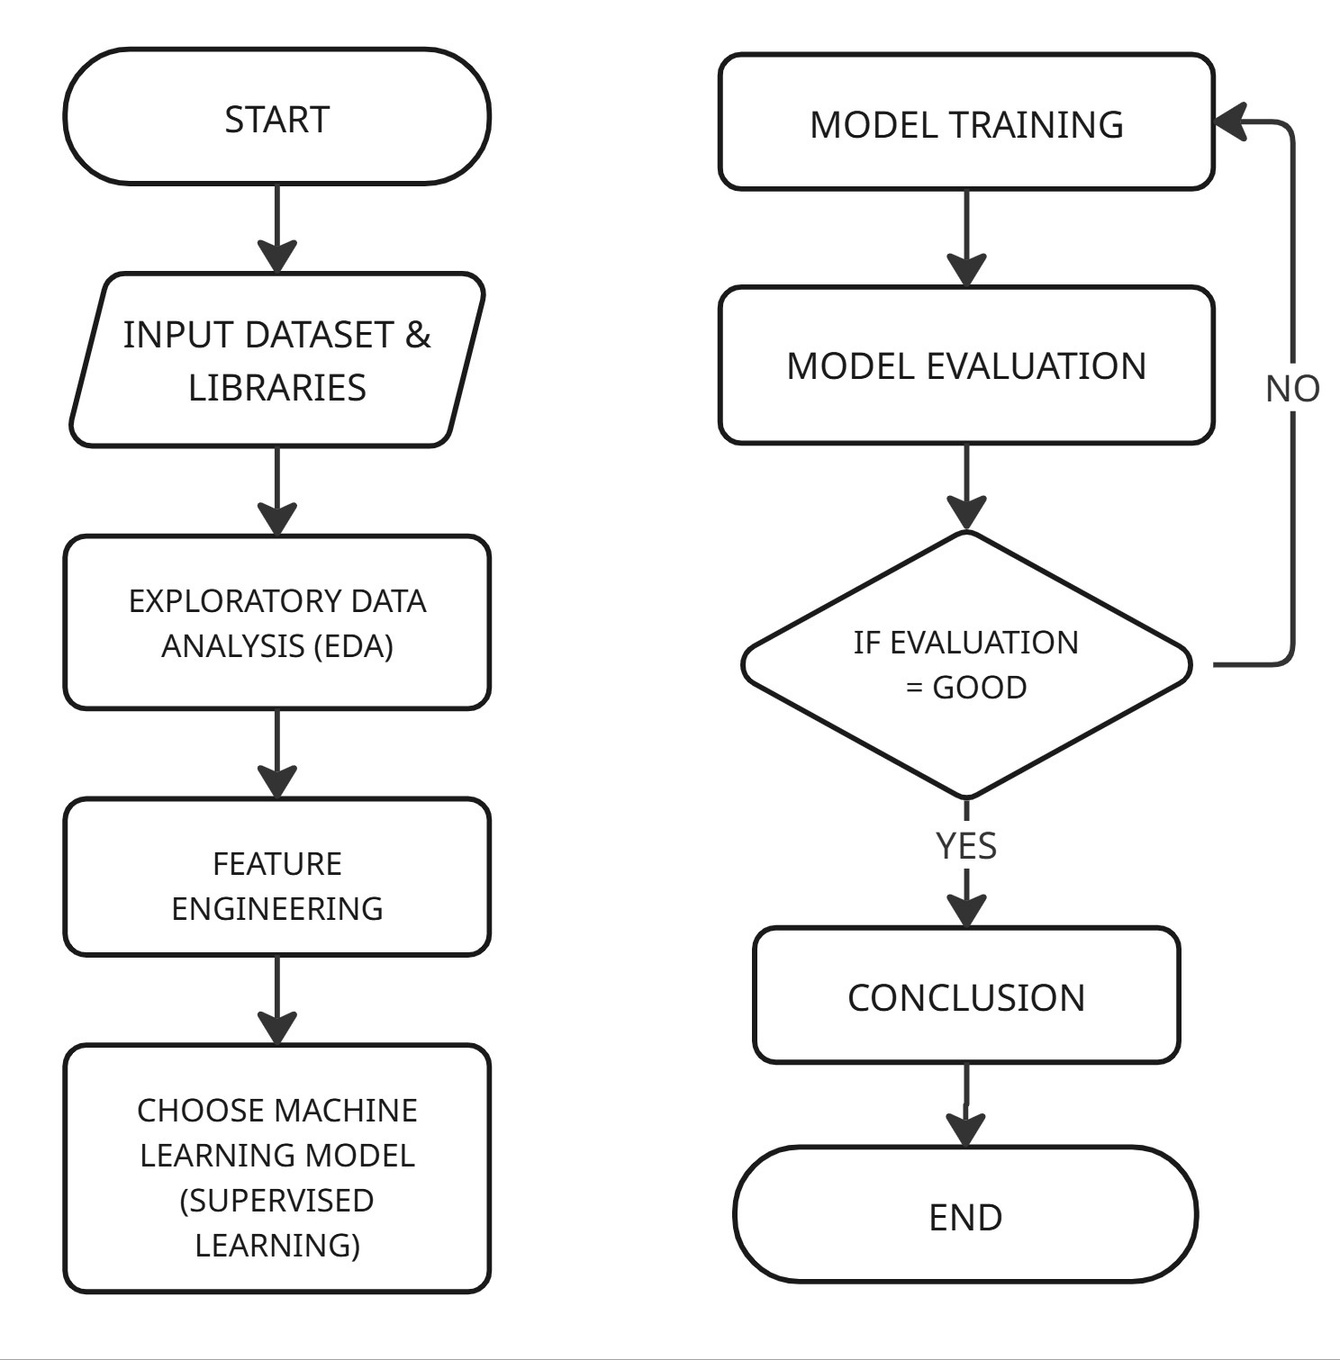 START
INPUT DATASET &
LIBRARIES
EXPLORATORY DATA
ANALYSIS (EDA)
FEATURE
ENGINEERING
CHOOSE MACHINE
LEARNING MODEL
(SUPERVISED
LEARNING)
MODEL TRAINING
MODEL EVALUATION
NO
IF EVALUATION
= GOOD
YES
CONCLUSION
END